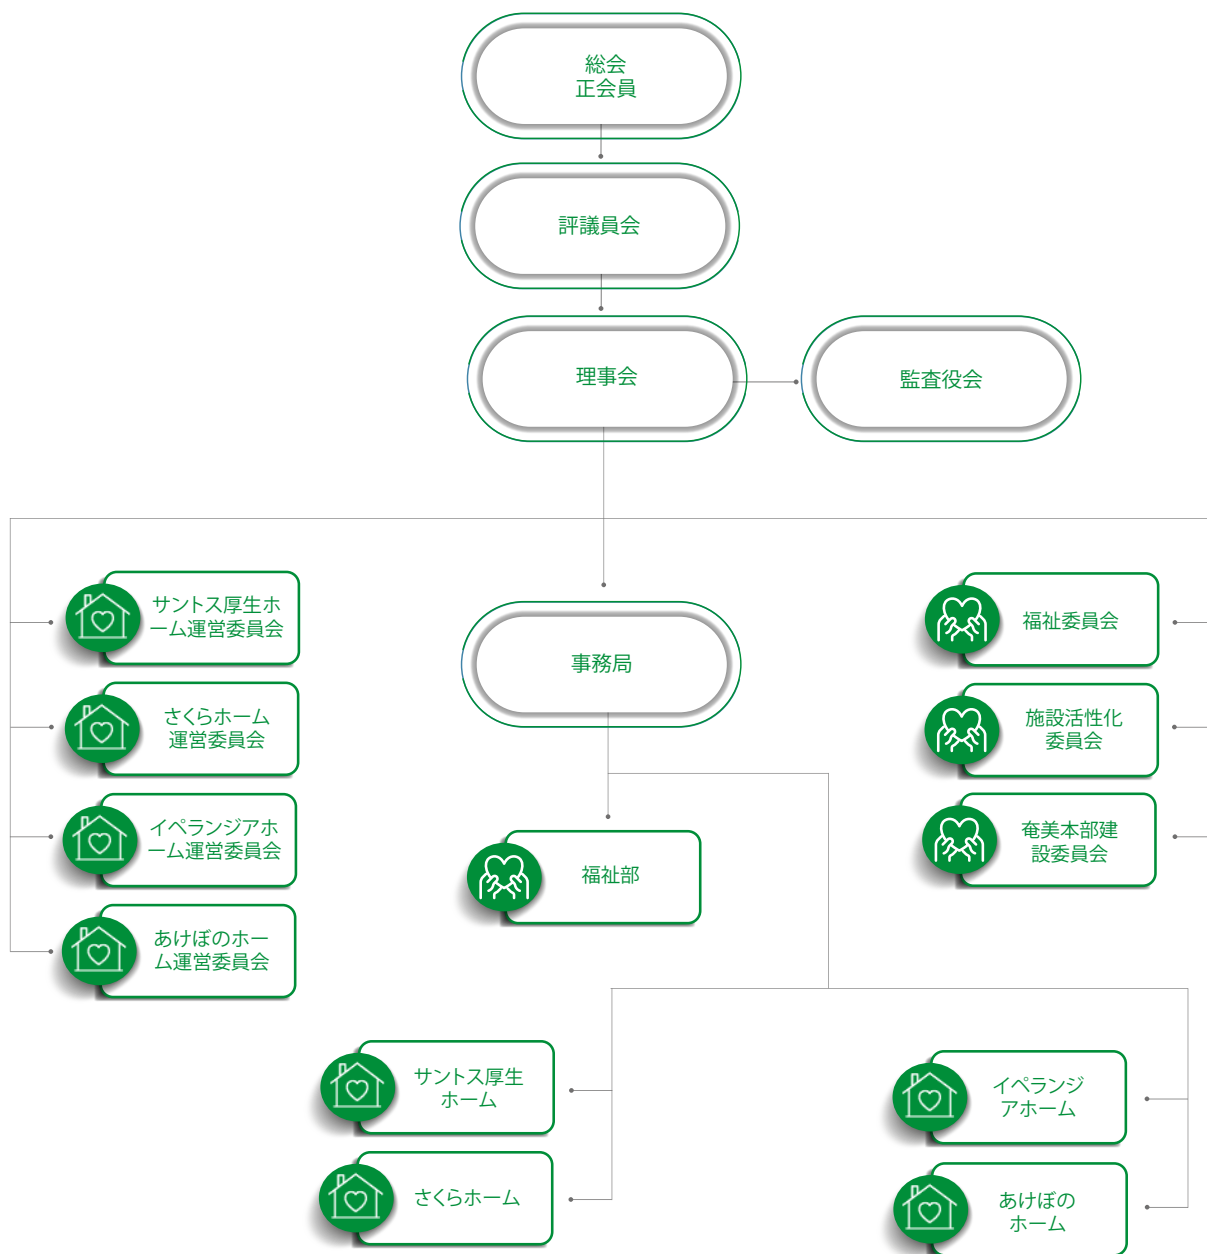 総会
正会員
評議員会
理事会
監査役会
サントス厚生ホ
ーム運営委員会
さくらホーム
運営委員会
イペランジアホ
ーム運営委員会
あけぼのホー
ム運営委員会
事務局
福祉部
福祉委員会
施設活性化
委員会
奄美本部建
設委員会
サントス厚生
ホーム
さくらホーム
イペランジ
アホーム
あけぼの
ホーム